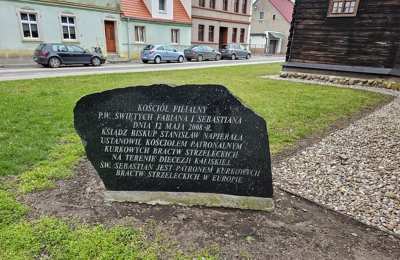 KOŚCIÓŁ FILJALNY
P.W. ŚWIĘTYCH FABIANA I SEBASTIANA
DNIA 12 MAJA 2008 R.
KSIĄDZ BISKUP STANISŁAW NAPIERAŁA
USTANOWIŁ KOŚCIOŁEM PATRONALNYM
KURKOWYCH BRACTW STRZELECKICH
NA TERENIE DIECEZJI KALISKIEJ.
ŚW. SEBASTIAN JEST PATRONEM KURKOWYCH
BRACTW STRZELECKICH W EUROPIE